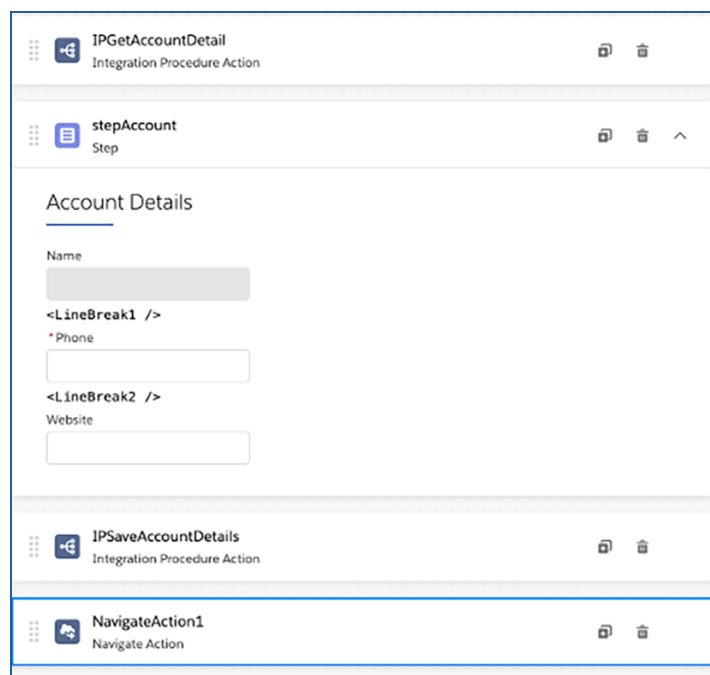 IPGetAccountDetail
Integration Procedure Action
stepAccount
Step
Account Details
Name
<LineBreak1 />
*Phone
<LineBreak2 />
Website
IPSaveAccountDetails
Integration Procedure Action
NavigateAction1
Navigate Action